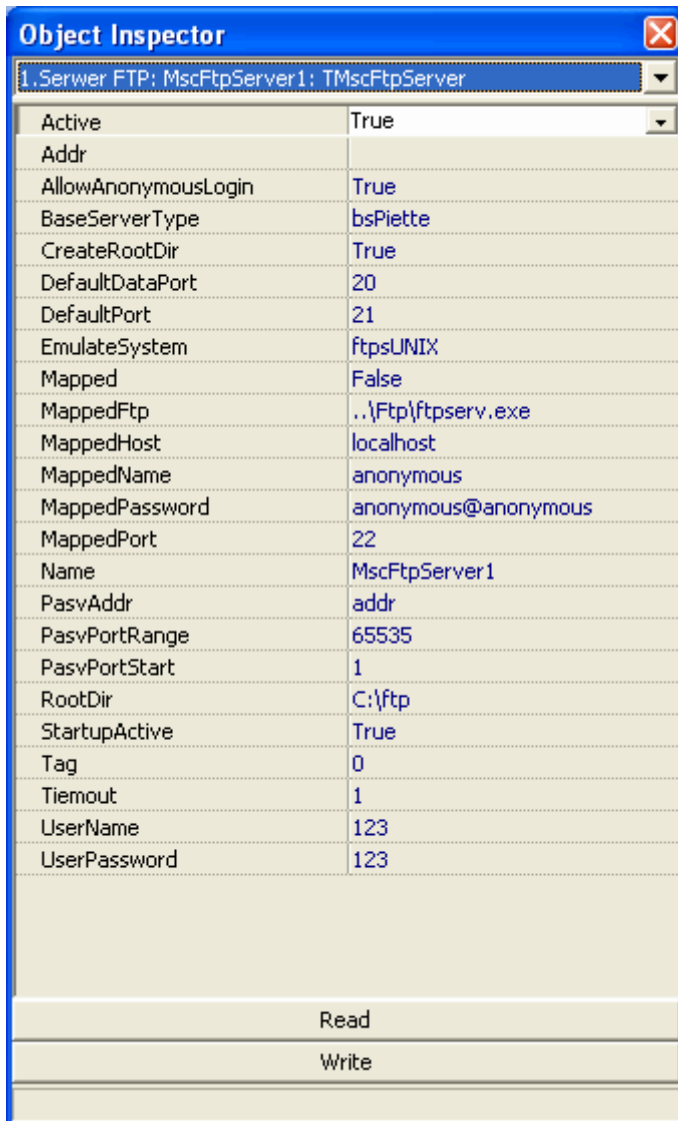 Object Inspector
1.Serwer FTP: MscFtpServer1: TMscFtpServer
Active True
Addr
AllowAnonymousLogin True
BaseServerType bsPiette
CreateRootDir True
DefaultDataPort 20
DefaultPort 21
EmulateSystem ftpsUNIX
Mapped False
MappedFtp ..\Ftp\ftpserv.exe
MappedHost localhost
MappedName anonymous
MappedPassword anonymous@anonymous
MappedPort 22
Name MscFtpServer1
PasvAddr addr
PasvPortRange 65535
PasvPortStart 1
RootDir C:\ftp
StartupActive True
Tag 0
Tiemout 1
UserName 123
UserPassword 123
Read
Write